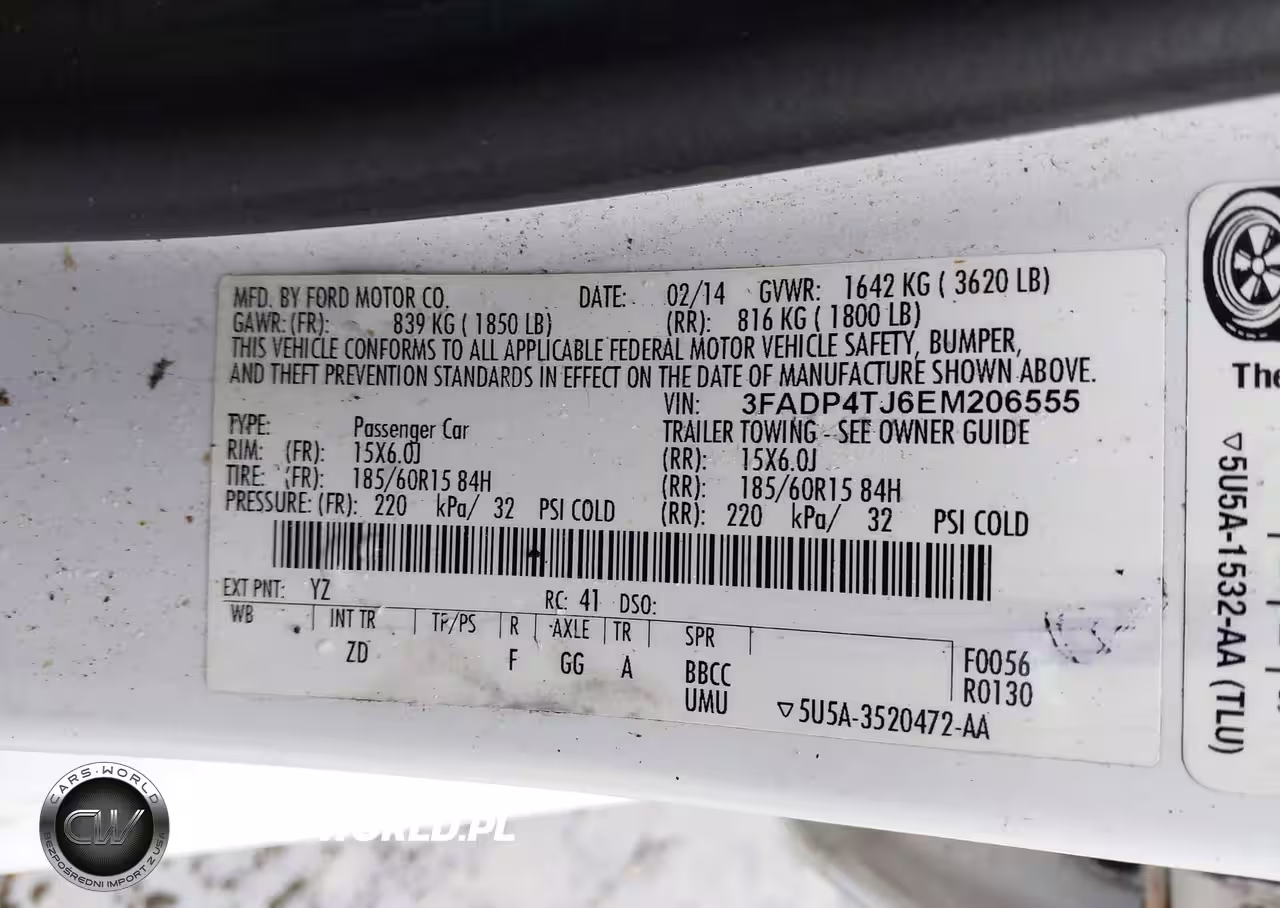 MFD. BY FORD MOTOR CO. DATE: 02/14 GVWR: 1642 KG ( 3620 LB)
GAWR: (FR): 839 KG ( 1850 LB) (RR): 816 KG ( 1800 LB)
THIS VEHICLE CONFORMS TO ALL APPLICABLE FEDERAL MOTOR VEHICLE SAFETY, BUMPER,
AND THEFT PREVENTION STANDARDS IN EFFECT ON THE DATE OF MANUFACTURE SHOWN ABOVE.
VIN: 3FADP4TJ6EM206555
TYPE: Passenger Car TRAILER TOWING - SEE OWNER GUIDE
RIM: (FR): 15X6.0J (RR): 15X6.0J
TIRE: (FR): 185/60R15 84H (RR): 185/60R15 84H
PRESSURE: (FR): 220 kPa/ 32 PSI COLD (RR): 220 kPa/ 32 PSI COLD
EXT PNT: YZ RC: 41 DSO:
WB INT TR TP/PS R AXLE TR SPR
ZD F GG A BBCC
UMU
F0056
R0130
▽5U5A-3520472-AA
The
▽5U5A-1532-AA (TLU)
CARS-WORLD
CW
BEZPOŚREDNI IMPORT Z USA
WORLD.PL